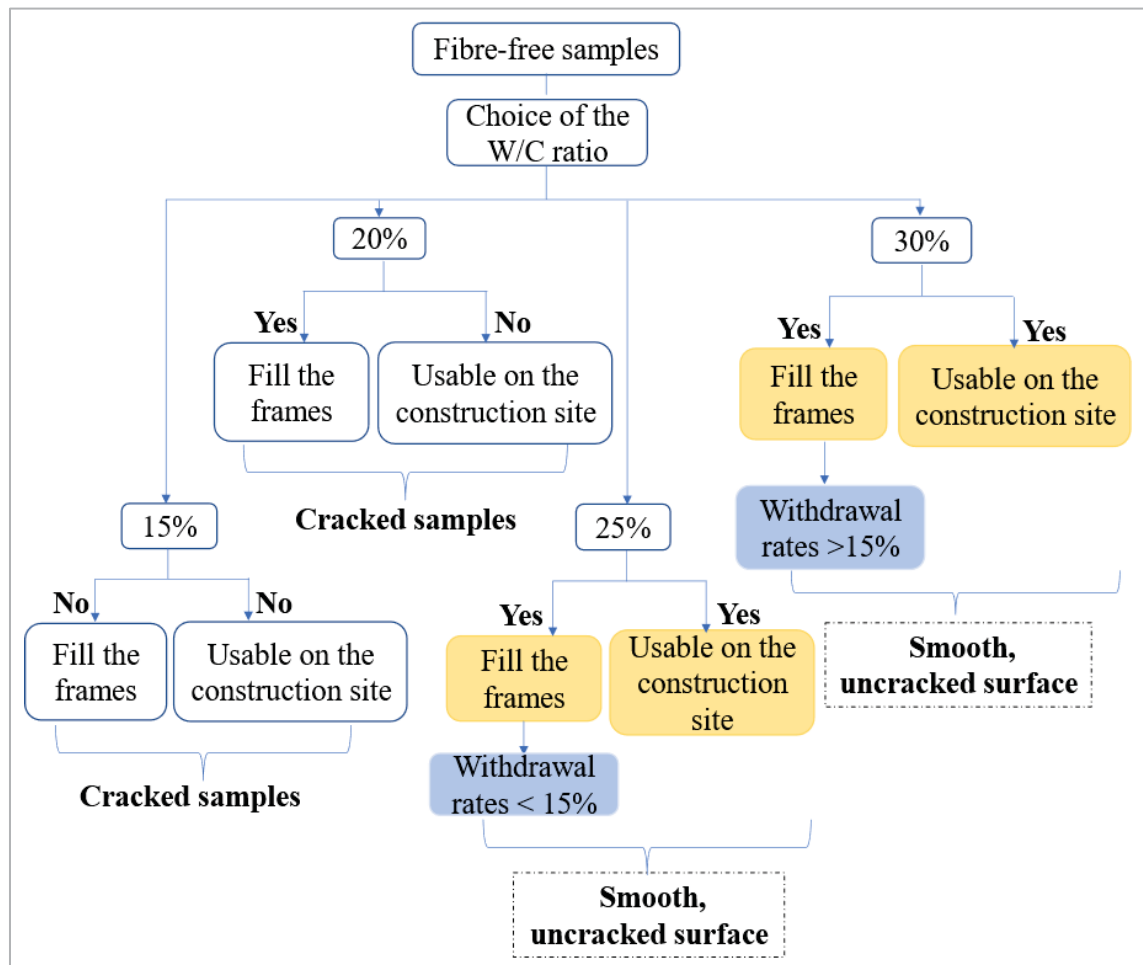 Fibre-free samples
Choice of the
W/C ratio
20%
30%
Yes
No
Yes
Yes
Fill the
frames
Usable on the
construction site
Fill the
frames
Usable on the
construction site
Cracked samples
Withdrawal
rates >15%
15%
25%
No
No
Yes
Yes
Fill the
frames
Usable on the
construction site
Fill the
frames
Usable on the
construction
site
Smooth,
uncracked surface
Cracked samples
Withdrawal
rates < 15%
Smooth,
uncracked surface